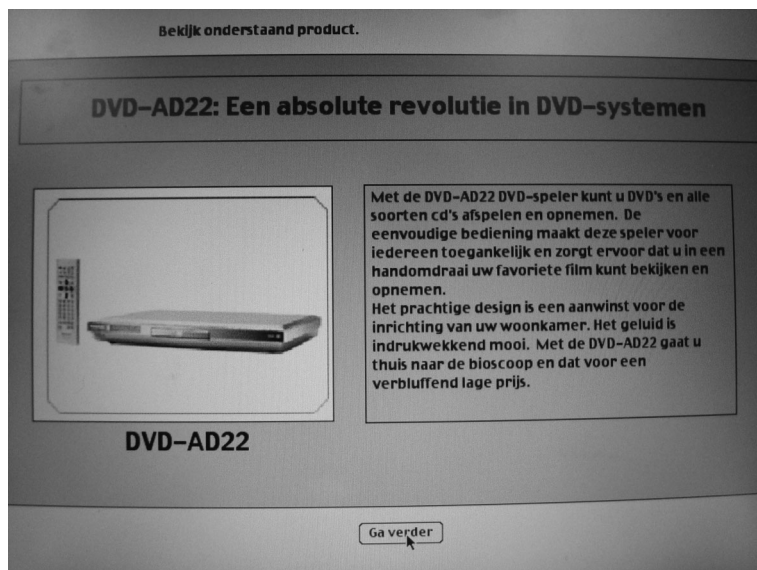 Bekijk onderstaand product.
DVD-AD22: Een absolute revolutie in DVD-systemen
Met de DVD-AD22 DVD-speler kunt u DVD's en alle
soorten cd's afspelen en opnemen. De
eenvoudige bediening maakt deze speler voor
iedereen toegankelijk en zorgt ervoor dat u in een
handomdraai uw favoriete film kunt bekijken en
opnemen.
Het prachtige design is een aanwinst voor de
inrichting van uw woonkamer. Het geluid is
indrukwekkend mooi. Met de DVD-AD22 gaat u
thuis naar de bioscoop en dat voor een
verbluffend lage prijs.
DVD-AD22
Ga verder